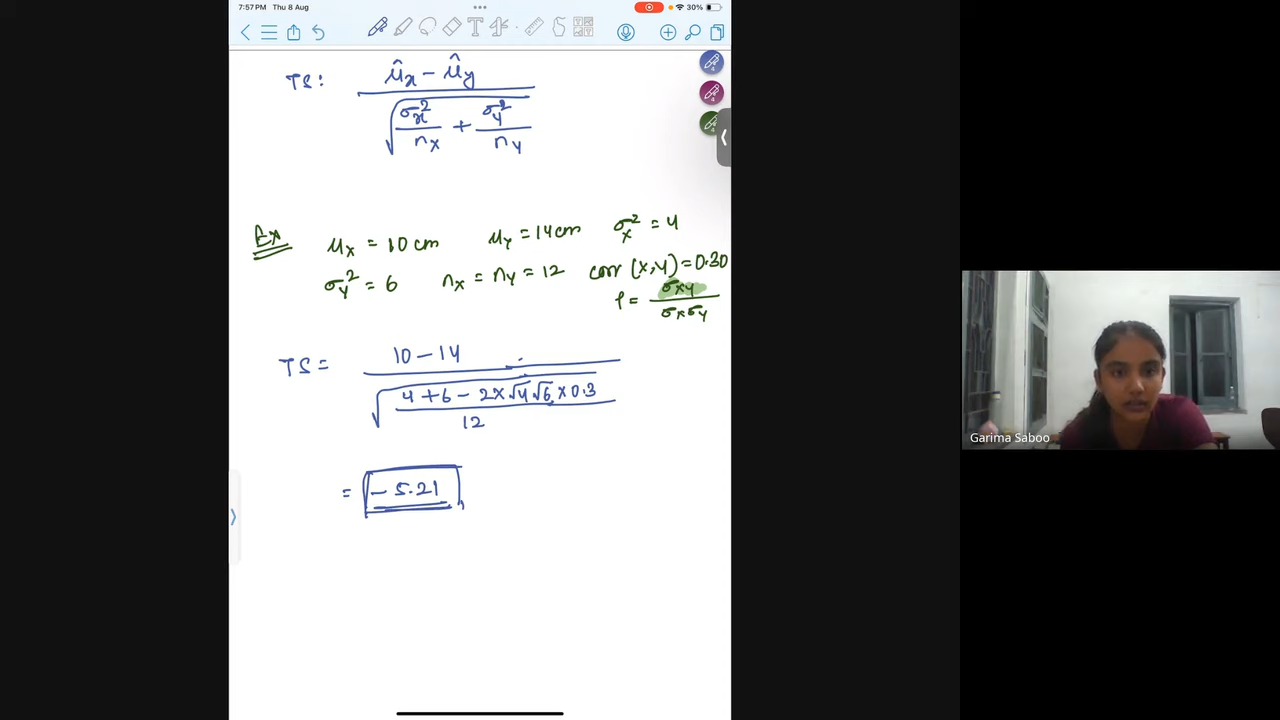 7:57 PM Thu 8 Aug
30%
TS: μ̂x − μ̂y
√ σx²/nx + σy²/ny
Ex μx = 10 cm μy = 14 cm σx² = 4
σy² = 6 nx = ny = 12 corr (x,y) = 0.30
ρ = σxy/σxσy
TS = 10 − 14
√ 4 + 6 − 2 × √4 √6 × 0.3
12
= − 5.21
Garima Saboo